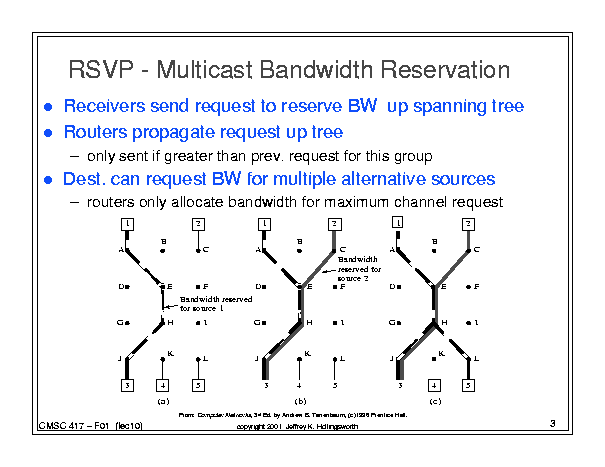 RSVP - Multicast Bandwidth Reservation
● Receivers send request to reserve BW up spanning tree
● Routers propagate request up tree
– only sent if greater than prev. request for this group
● Dest. can request BW for multiple alternative sources
– routers only allocate bandwidth for maximum channel request
1 2 1 2 1 2
A B C A B C A B C
Bandwidth
reserved for
source 2
D E F D E F D E F
Bandwidth reserved
for source 1
G H I G H I G H I
J K L J K L J K L
3 4 5 3 4 5 3 4 5
(a) (b) (c)
From: Computer Networks, 3rd Ed. by Andrew S. Tanenbaum, (c)1996 Prentice Hall.
CMSC 417 – F01 (lec10)
copyright 2001 Jeffrey K. Hollingsworth
3